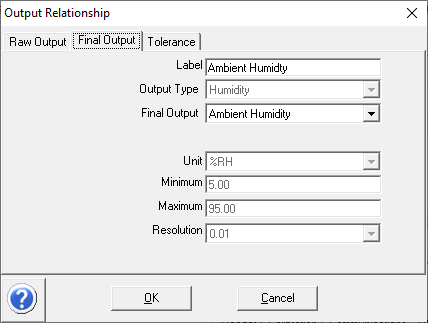 Output Relationship
Raw Output Final Output Tolerance
Label Ambient Humidty
Output Type Humidity
Final Output Ambient Humidity
Unit %RH
Minimum 5.00
Maximum 95.00
Resolution 0.01
? OK Cancel